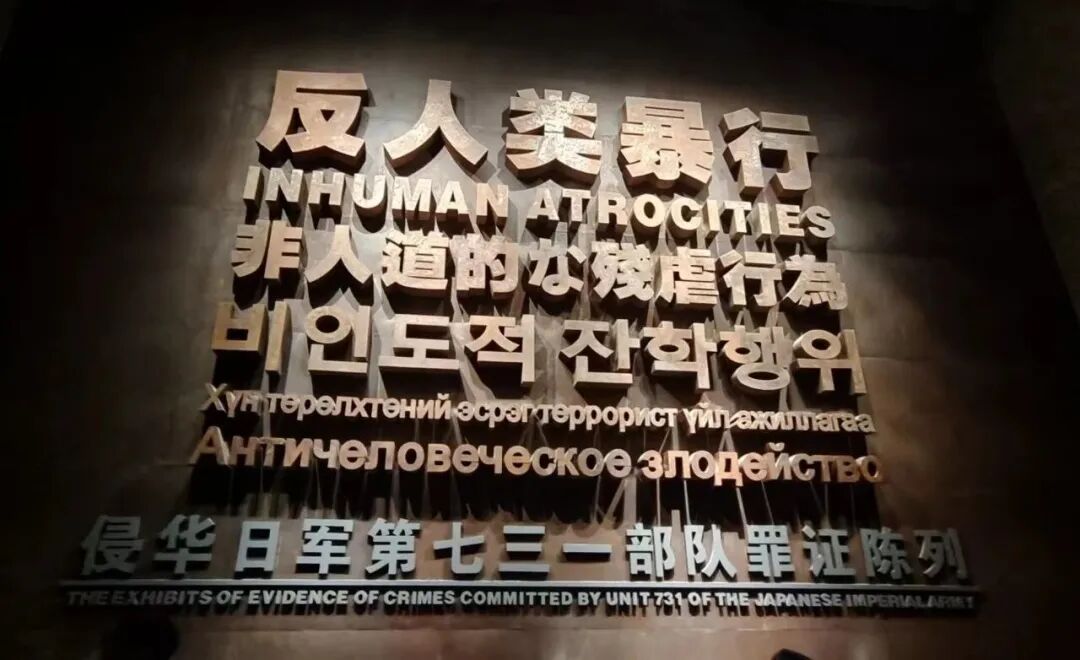 反人类暴行
INHUMAN ATROCITIES
非人道的な残虐行為
비인도적 잔학행위
Хүн төрөлхтөний эсрэг террорист үйл ажиллагаа
Античеловеческое злодейство
侵华日军第七三一部队罪证陈列
THE EXHIBITS OF EVIDENCE OF CRIMES COMMITTED BY UNIT 731 OF THE JAPANESE IMPERIAL ARMY